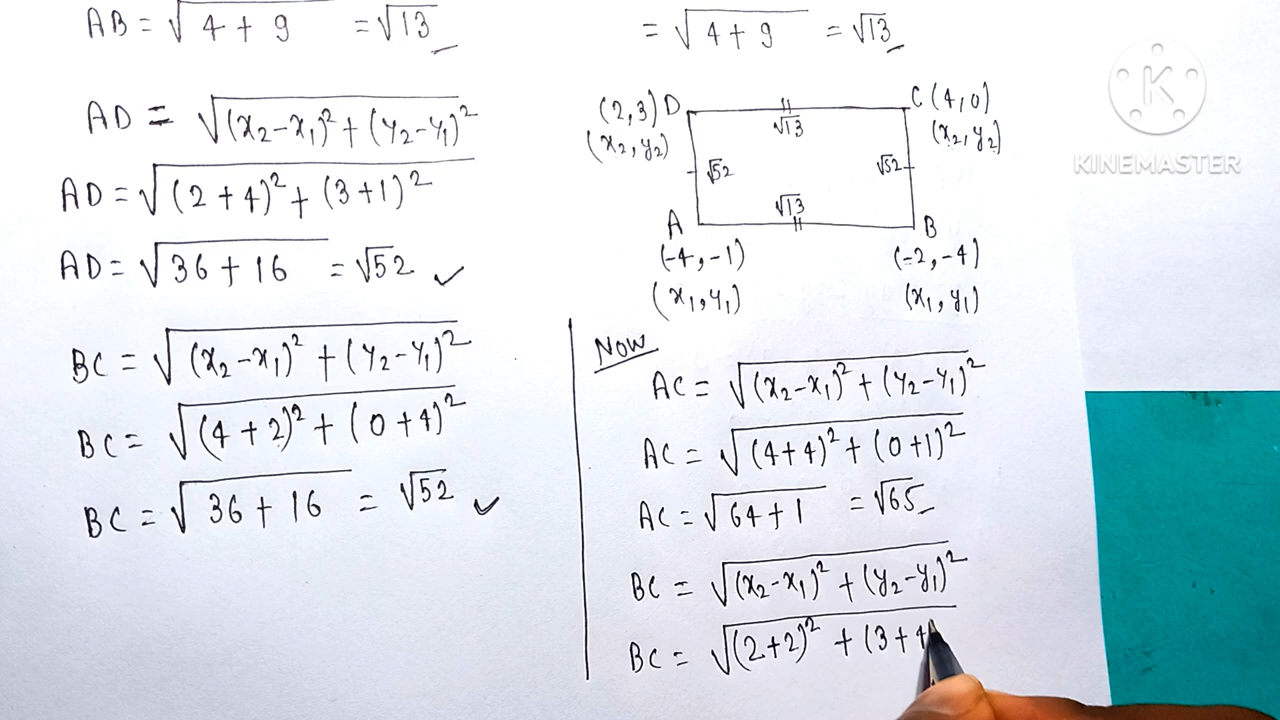 AB = √4 + 9 = √13
AD = √(x₂-x₁)² + (y₂-y₁)²
AD = √(2 + 4)² + (3 + 1)²
AD = √36 + 16 = √52 ✓
BC = √(x₂-x₁)² + (y₂-y₁)²
BC = √(4 + 2)² + (0 + 4)²
BC = √36 + 16 = √52 ✓
= √4 + 9 = √13
(2,3) D C (4,0)
(x₂, y₂) √13 (x₂, y₂)
√52 √52
√13
A B
(-4,-1) (-2,-4)
(x₁, y₁) (x₁, y₁)
Now
AC = √(x₂-x₁)² + (y₂-y₁)²
AC = √(4+4)² + (0+1)²
AC = √64 + 1 = √65
BC = √(x₂-x₁)² + (y₂-y₁)²
BC = √(2+2)² + (3+4
K
KINEMASTER